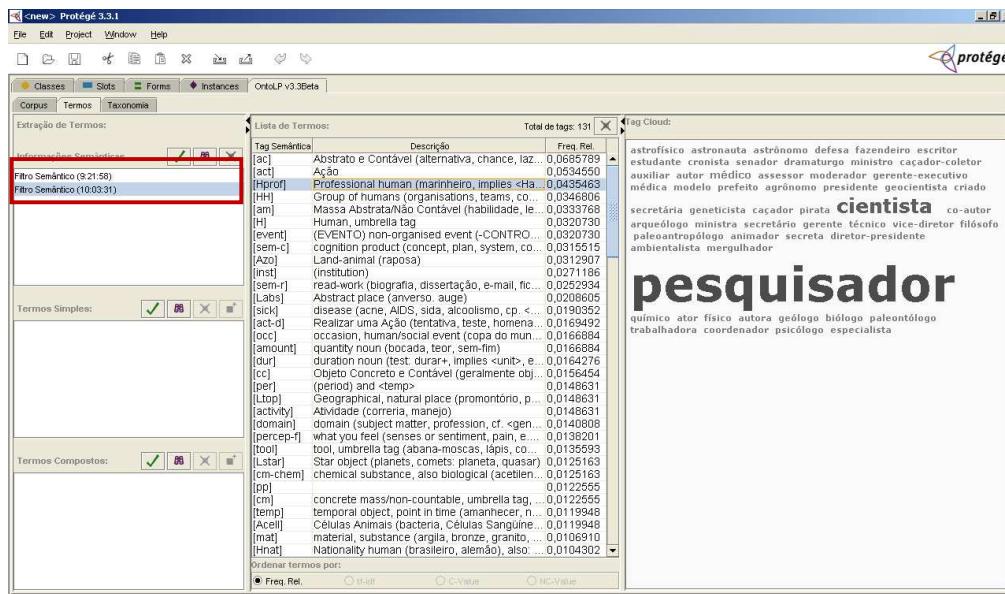 <new> Protégé 3.3.1
File Edit Project Window Help
protégé
Classes Slots Forms Instances OntoLP v3.3Beta
Corpus Termos Taxonomia
Extração de Termos:
Informações Semânticas
Filtro Semântico (9:21:58)
Filtro Semântico (10:03:31)
Termos Simples:
Termos Compostos:
Lista de Termos: Total de tags: 131
Tag Semântica Descrição Freq. Rel.
[ac] Abstrato e Contável (alternativa, chance, laz... 0,0685789
[act] Ação 0,0534550
[Hprof] Professional human (marinheiro, implies <Ha... 0,0435463
[HH] Group of humans (organisations, teams, co... 0,0346806
[am] Massa Abstrata/Não Contável (habilidade, le... 0,0333768
[H] Human, umbrella tag 0,0320730
[event] (EVENTO) non-organised event (-CONTRO... 0,0320730
[sem-c] cognition product (concept, plan, system, co... 0,0315515
[Azo] Land-animal (raposa) 0,0312907
[inst] (institution) 0,0271186
[sem-r] read-work (biografia, dissertação, e-mail, fic... 0,0252934
[Labs] Abstract place (anverso. auge) 0,0208605
[sick] disease (acne, AIDS, sida, alcoolismo, cp. <... 0,0190352
[act-d] Realizar uma Ação (tentativa, teste, homena... 0,0169492
[occ] occasion, human/social event (copa do mun... 0,0166884
[amount] quantity noun (bocada, teor, sem-fim) 0,0166884
[dur] duration noun (test: durar+, implies <unit>, e... 0,0164276
[cc] Objeto Concreto e Contável (geralmente obj... 0,0156454
[per] (period) and <temp> 0,0148631
[Ltop] Geographical, natural place (promontório, p... 0,0148631
[activity] Atividade (correria, manejo) 0,0148631
[domain] domain (subject matter, profession, cf. <gen... 0,0140808
[percep-f] what you feel (senses or sentiment, pain, e... 0,0138201
[tool] tool, umbrella tag (abana-moscas, lápis, co... 0,0135593
[Lstar] Star object (planets, comets: planeta, quasar) 0,0125163
[cm-chem] chemical substance, also biological (acetilen... 0,0125163
[pp] 0,0122555
[cm] concrete mass/non-countable, umbrella tag, ... 0,0122555
[temp] temporal object, point in time (amanhecer, n... 0,0119948
[Acell] Células Animais (bacteria, Células Sangüíne... 0,0119948
[mat] material, substance (argila, bronze, granito, ... 0,0106910
[Hnat] Nationality human (brasileiro, alemão), also: ... 0,0104302
Ordenar termos por:
Freq. Rel. tf-idf C-Value NC-Value
Tag Cloud:
astrofísico astronauta astrônomo defesa fazendeiro escritor
estudante cronista senador dramaturgo ministro caçador-coletor
auxiliar autor médico assessor moderador gerente-executivo
médica modelo prefeito agrônomo presidente geocientista criado
secretária geneticista caçador pirata cientista co-autor
arqueólogo ministra secretário gerente técnico vice-diretor filósofo
paleoantropólogo animador secreta diretor-presidente
ambientalista mergulhador
pesquisador
químico ator físico autora geólogo biólogo paleontólogo
trabalhadora coordenador psicólogo especialista